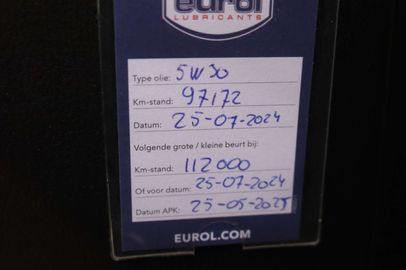 eurol
LUBRICANTS
Type olie: 5W30
Km-stand: 97172
Datum: 25-07-2024
Volgende grote / kleine beurt bij:
Km-stand: 112000
Of voor datum: 25-07-2024
Datum APK: 25-05-2025
EUROL.COM